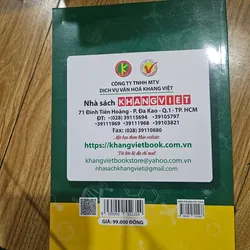 CÔNG TY TNHH MTV
DỊCH VỤ VĂN HOÁ KHANG VIỆT
Nhà sách KHANGVIET
71 Đinh Tiên Hoàng - P. Đa Kao - Q.1 - TP. HCM
ĐT: (028) 39115694 - 39105797
-39111969 - 39111968 - 39103821
Fax: (028) 39110880
https://khangvietbook.com.vn
khangvietbookstore@yahoo.com.vn
nhasachkhangviet@gmail.com
GIÁ: 99.000 ĐỒNG